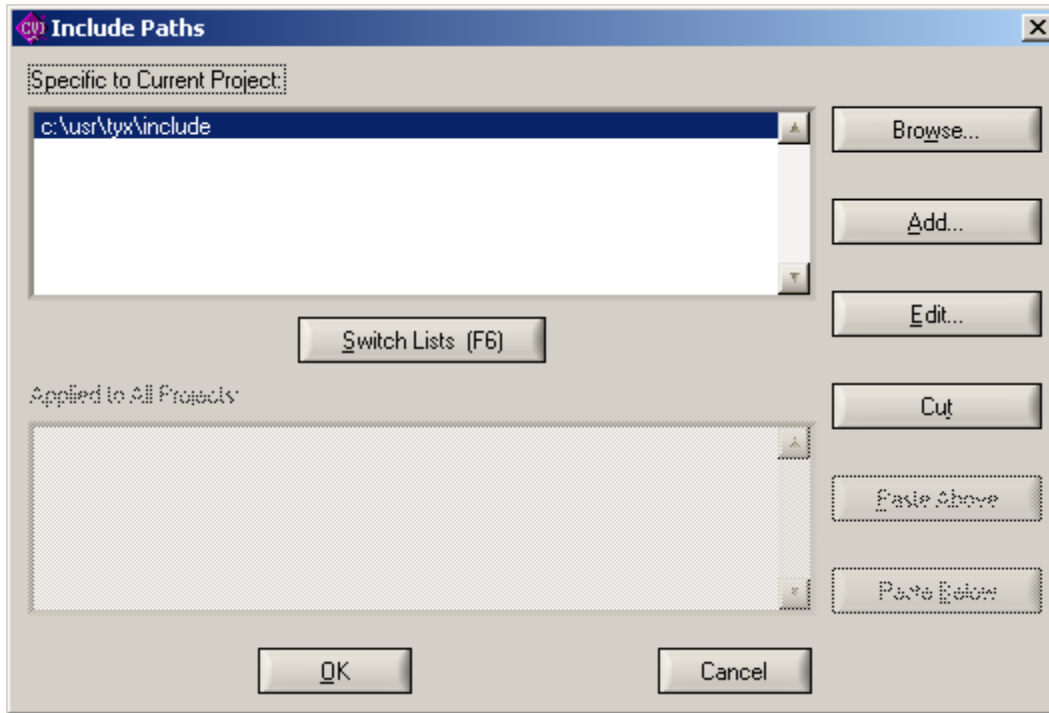 CVI Include Paths
Specific to Current Project:
c:\usr\tyx\include
Browse...
Add...
Edit...
Switch Lists (F6)
Applied to All Projects:
Cut
Paste Above
Paste Below
OK
Cancel